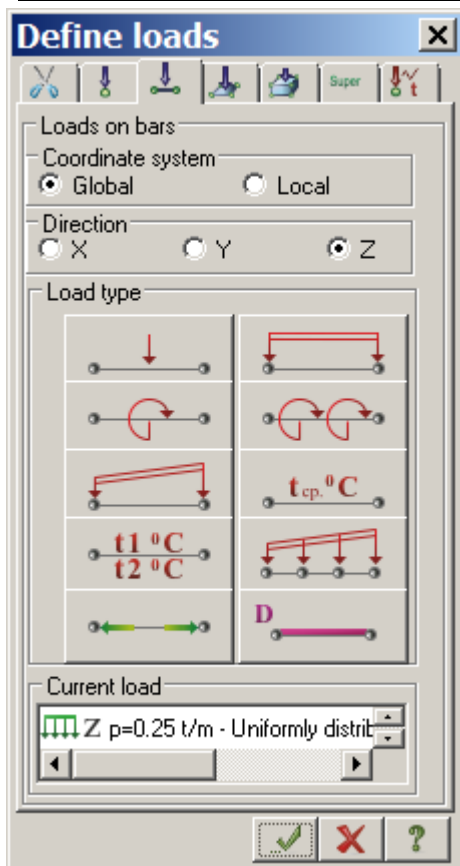 Define loads
Super t
Loads on bars
Coordinate system
Global Local
Direction
X Y Z
Load type
t cp. ⁰C
t1 ⁰C
t2 ⁰C
D
Current load
Z p=0.25 t/m - Uniformly distrib
?